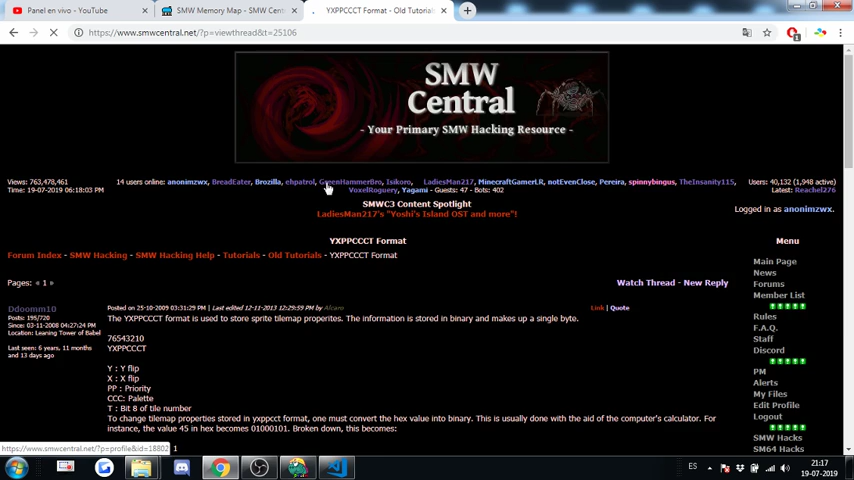 Panel en vivo - YouTube
SMW Memory Map - SMW Cent
YXPPCCCT Format - Old Tutorial
www.smwcentral.net/?p=viewthread&t=25106
SMW
Central
- Your Primary SMW Hacking Resource -
Views: 763,478,461
Time: 19-07-2019 06:18:03 PM
14 users online: anonimzwx, BreadEater, Brozilla, ehpatrol, GreenHammerBro, Isikoro, LadiesMan217, MinecraftGamerLR, notEvenClose, Pereira, spinnybingus, TheInsanity115,
VoxelRoguery, Yagami - Guests: 47 - Bots: 402
Users: 40,132 (1,948 active)
Latest: Reachel276
SMWC3 Content Spotlight
LadiesMan217's "Yoshi's Island OST and more"!
Logged in as anonimzwx.
YXPPCCCT Format
Menu
Forum Index - SMW Hacking - SMW Hacking Help - Tutorials - Old Tutorials - YXPPCCCT Format
Main Page
News
Forums
Member List
Rules
F.A.Q.
Staff
Discord
PM
Alerts
My Files
Edit Profile
Logout
SMW Hacks
SM64 Hacks
Pages: « 1 »
Watch Thread - New Reply
Ddoomm10
Posts: 195/720
Since: 03-11-2008 04:27:24 PM
Location: Leaning Tower of Babel
Last seen: 6 years, 11 months
and 13 days ago
Posted on 25-10-2009 03:31:29 PM | Last edited 12-11-2013 12:29:59 PM by Alcaro
Link | Quote
The YXPPCCCT format is used to store sprite tilemap properites. The information is stored in binary and makes up a single byte.
76543210
YXPPCCCT
Y : Y flip
X : X flip
PP : Priority
CCC: Palette
T : Bit 8 of tile number
To change tilemap properties stored in yxppcct format, one must convert the hex value into binary. This is usually done with the aid of the computer's calculator. For
instance, the value 45 in hex becomes 01000101. Broken down, this becomes:
https://www.smwcentral.net/?p=profile&id=18802
1
ES
21:17
19-07-2019